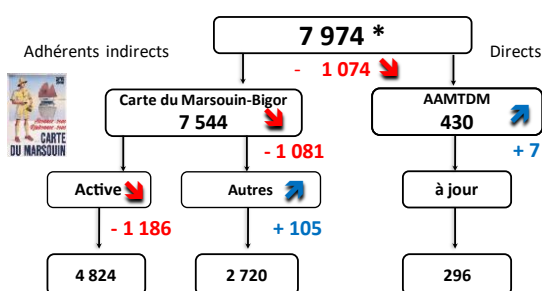 7 974 *
Adhérents indirects
Directs
- 1 074
Carte du Marsouin-Bigor
7 544
AAMTDM
430
CARTE
DU MARSOUIN
- 1 081
+ 7
Active
Autres
à jour
- 1 186
+ 105
4 824
2 720
296